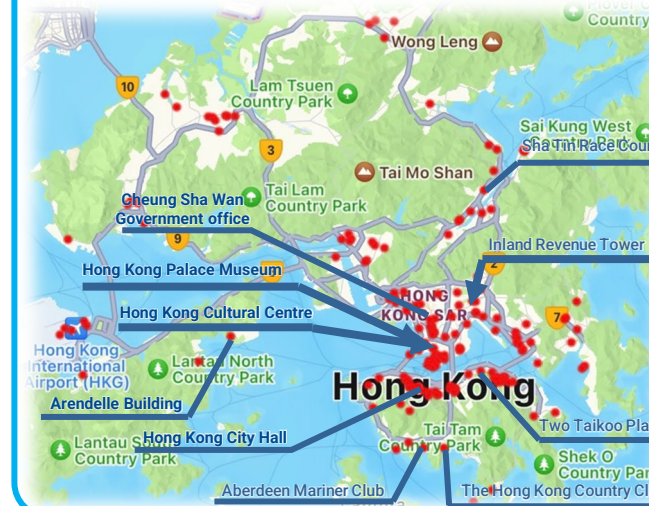 Country
Wong Leng
10
Lam Tsuen
Country Park
3
Sai Kung West
Sha Tin Race Cour
Tai Mo Shan
Cheung Sha Wan
Government office
Tai Lam
Country Park
9
Inland Revenue Tower
2
Hong Kong Palace Museum
HONG
KONG SAR
Hong Kong Cultural Centre
7
Hong Kong
International
Airport (HKG)
Lantau North
Country Park
Hong Kong
Arendelle Building
Two Taikoo Pla
Tai Tam
Country Park
Hong Kong City Hall
Lantau South
Country Park
Shek O
Country Par
Aberdeen Mariner Club
The Hong Kong Country Cl